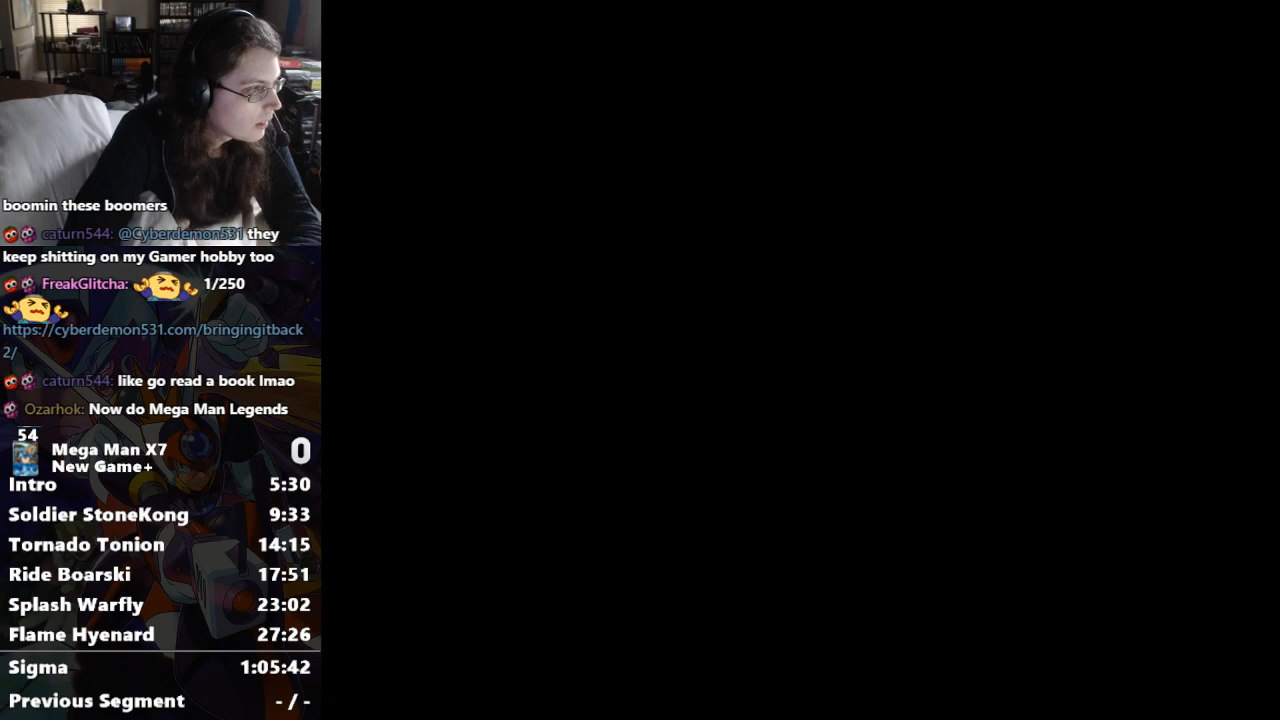 boomin these boomers
caturn544: @Cyberdemon531 they
keep shitting on my Gamer hobby too
FreakGlitcha: 1/250
https://cyberdemon531.com/bringingitback
2/
caturn544: like go read a book lmao
Ozarhok: Now do Mega Man Legends
54
Mega Man X7
New Game+
0
Intro 5:30
Soldier StoneKong 9:33
Tornado Tonion 14:15
Ride Boarski 17:51
Splash Warfly 23:02
Flame Hyenard 27:26
Sigma 1:05:42
Previous Segment - / -